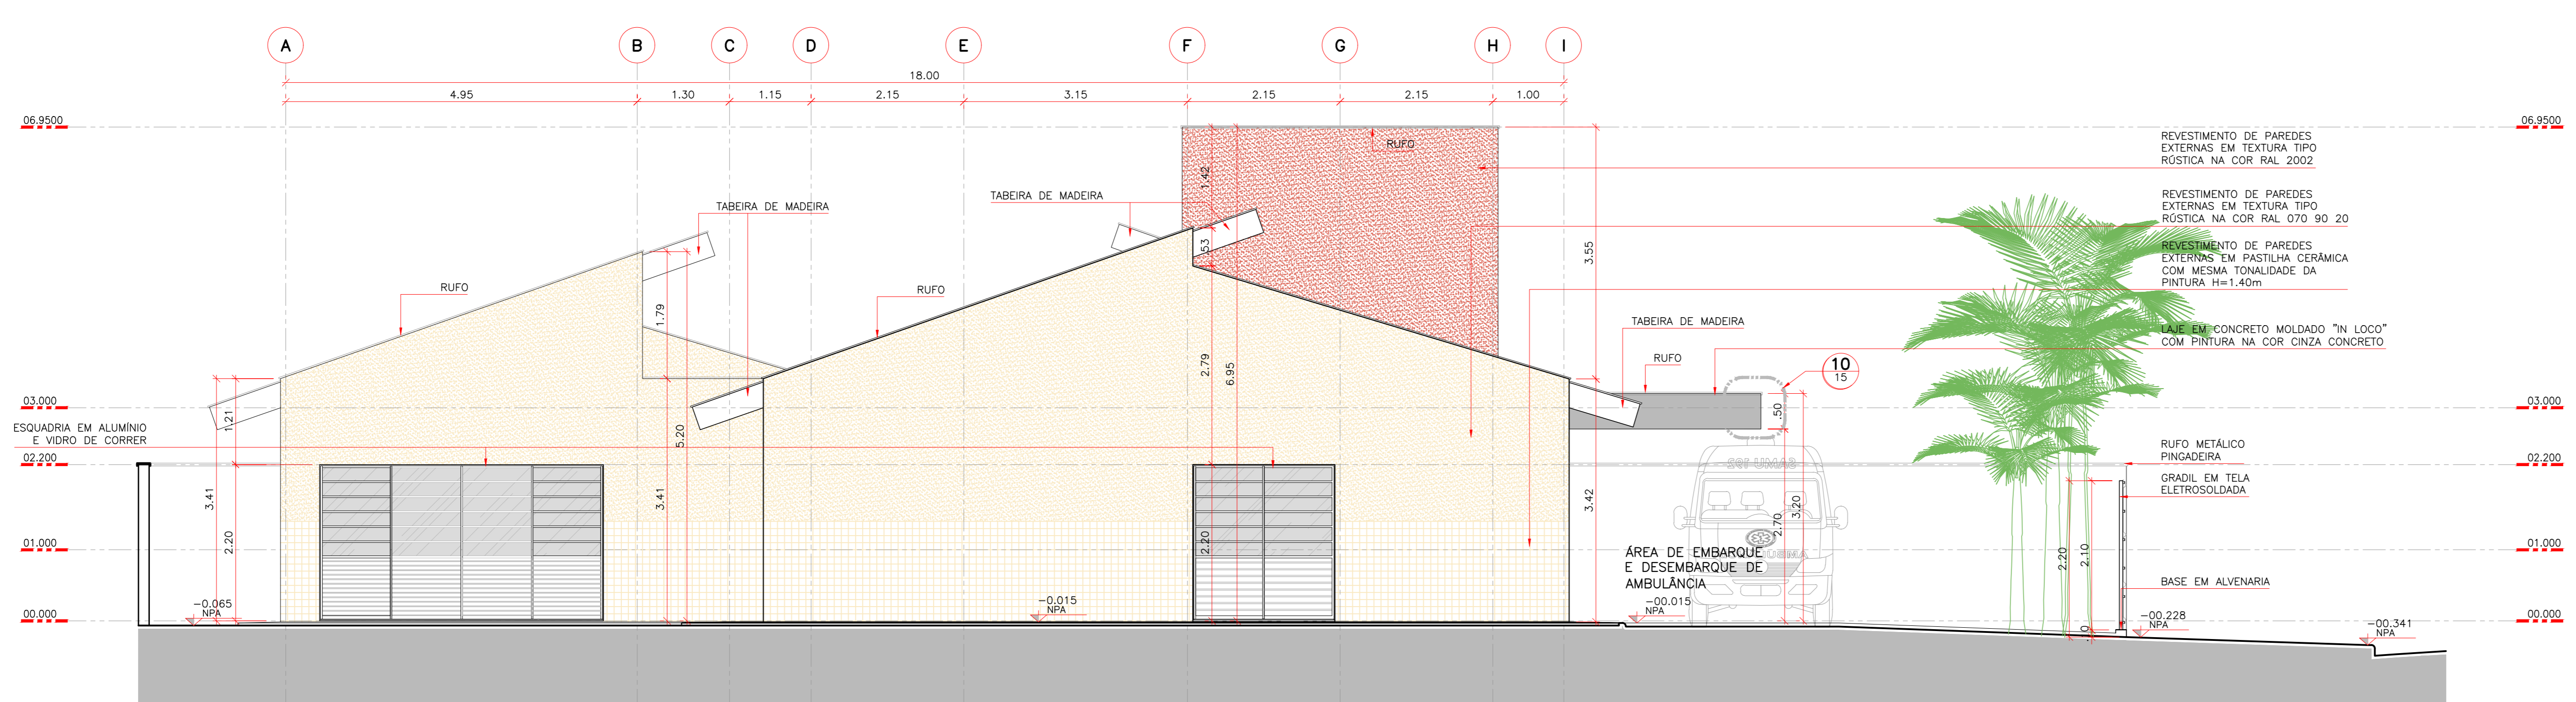 A B C D E F G H I
18.00
4.95 1.30 1.15 2.15 3.15 2.15 2.15 1.00
06.9500
06.9500
REVESTIMENTO DE PAREDES
EXTERNAS EM TEXTURA TIPO
RÚSTICA NA COR RAL 2002
RUFO
1.42
TABEIRA DE MADEIRA
TABEIRA DE MADEIRA
REVESTIMENTO DE PAREDES
EXTERNAS EM TEXTURA TIPO
RÚSTICA NA COR RAL 070 90 20
.53
3.55
REVESTIMENTO DE PAREDES
EXTERNAS EM PASTILHA CERÂMICA
COM MESMA TONALIDADE DA
PINTURA H=1.40m
RUFO
RUFO
1.79
TABEIRA DE MADEIRA
LAJE EM CONCRETO MOLDADO "IN LOCO"
COM PINTURA NA COR CINZA CONCRETO
RUFO
10
15
2.79
6.95
03.000
03.000
1.21
.50
ESQUADRIA EM ALUMÍNIO
E VIDRO DE CORRER
5.20
RUFO METÁLICO
PINGADEIRA
02.200
02.200
SAMU 192
GRADIL EM TELA
ELETROSOLDADA
3.41
3.41
3.42
3.20
2.70
2.20
2.20
2.20
2.10
01.000
01.000
ÁREA DE EMBARQUE
E DESEMBARQUE DE
AMBULÂNCIA
BASE EM ALVENARIA
-0.065
NPA
-0.015
NPA
-00.015
NPA
00.000
00.000
-00.228
NPA
-00.341
NPA